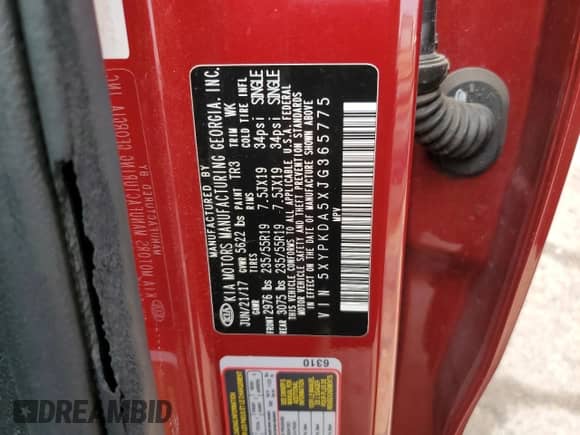 MANUFACTURED BY
KIA KIA MOTORS MANUFACTURING GEORGIA. INC.
JUN/21/17 GVWR 5622 lbs PAINT TR3 TRIM WK
GAWR TIRES RIMS COLD TIRE INFL
FRONT 2976 lbs 235/55R19 7.5JX19 34psi SINGLE
REAR 3075 lbs 235/55R19 7.5JX19 34psi SINGLE
THIS VEHICLE CONFORMS TO ALL APPLICABLE U.S.A. FEDERAL
MOTOR VEHICLE SAFETY AND THEFT PREVENTION STANDARDS
IN EFFECT ON THE DATE OF MANUFACTURE SHOWN ABOVE
VIN 5XYPKDA5XJG365775
MPV
6310
DREAMBID